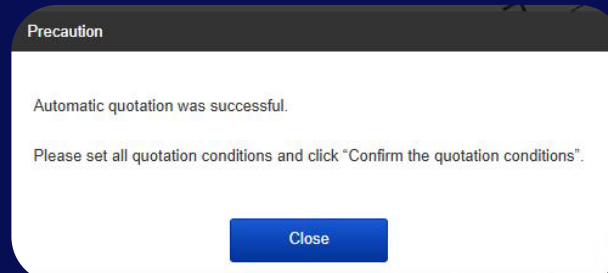 Precaution
Automatic quotation was successful.
Please set all quotation conditions and click “Confirm the quotation conditions”.
Close